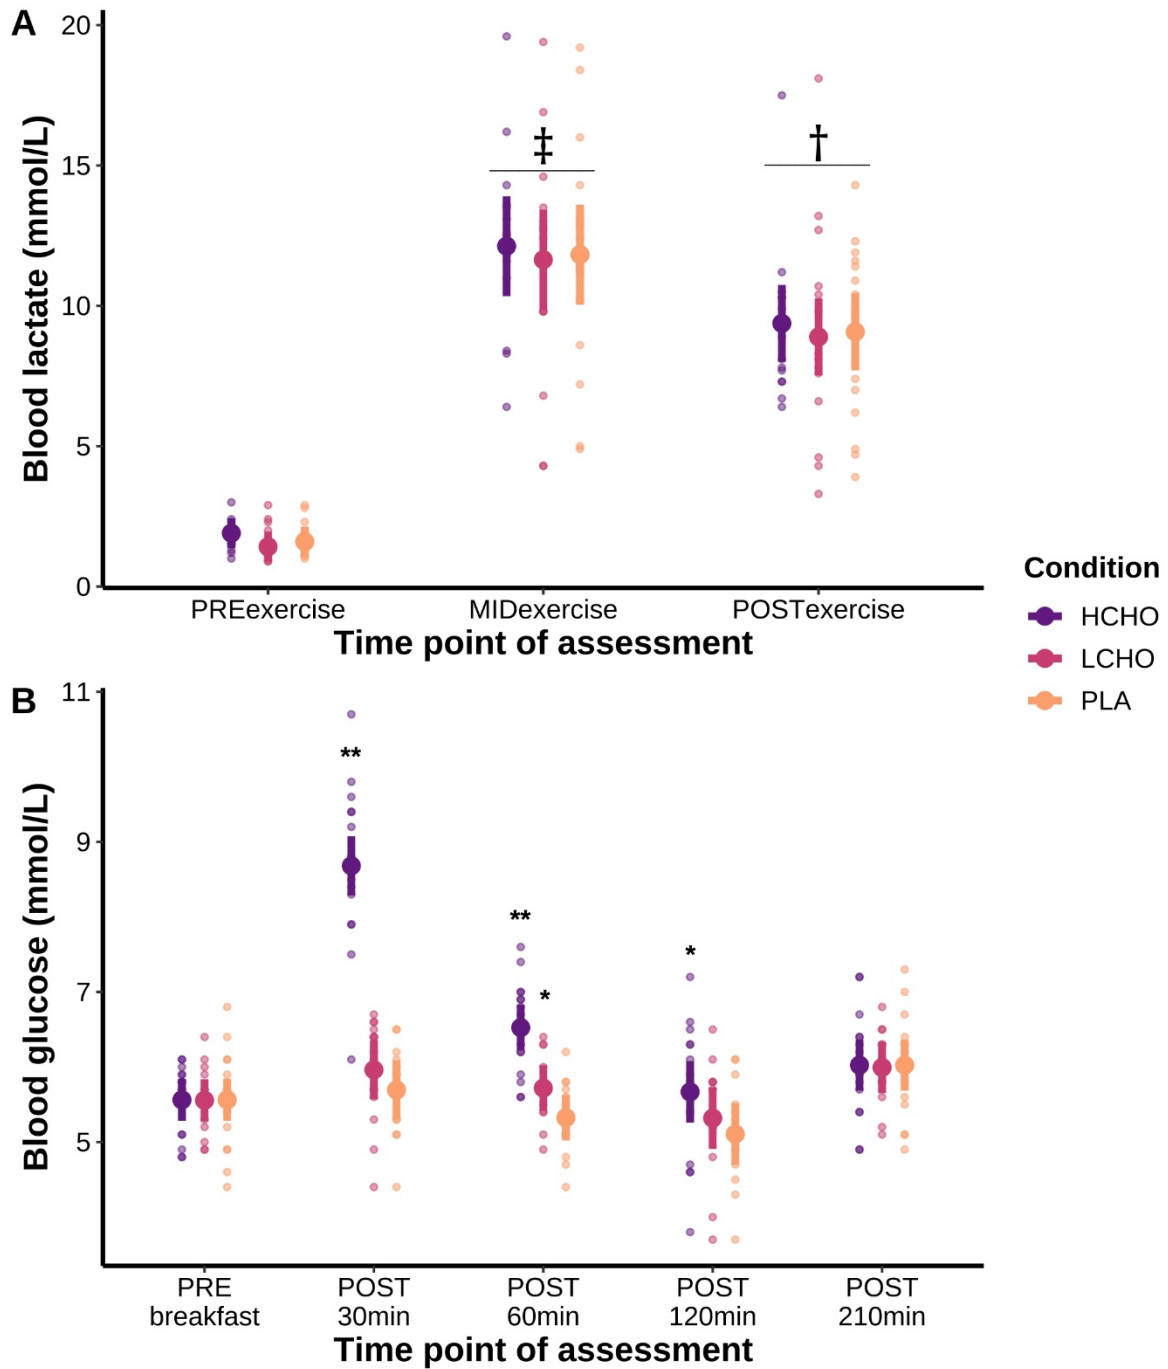 A
Blood lactate (mmol/L)
20
15
10
5
0
‡
†
PREexercise MIDexercise POSTexercise
Time point of assessment
Condition
HCHO
LCHO
PLA
B
Blood glucose (mmol/L)
11
9
7
5
**
**
*
*
PRE POST POST POST POST
breakfast 30min 60min 120min 210min
Time point of assessment